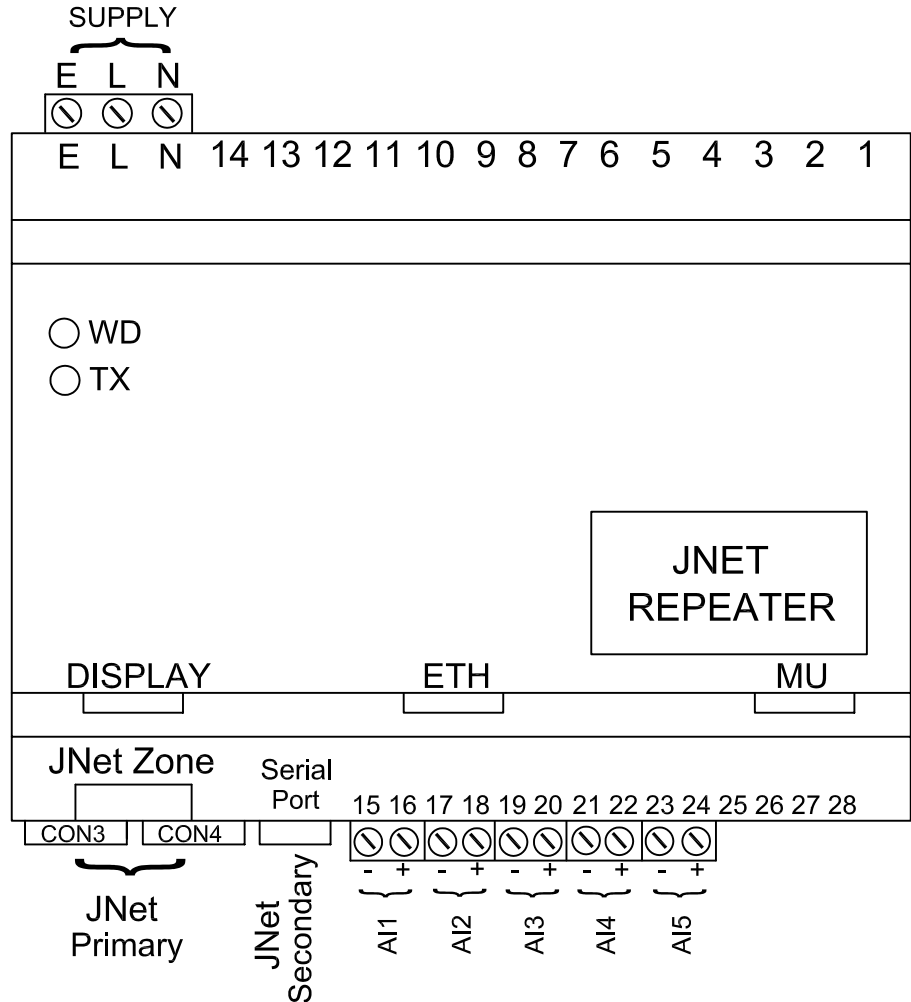 SUPPLY
E L N
E L N 14 13 12 11 10 9 8 7 6 5 4 3 2 1
WD
TX
JNET
REPEATER
DISPLAY ETH MU
JNet Zone
Serial
Port
15 16 17 18 19 20 21 22 23 24 25 26 27 28
CON3 CON4
- + - + - + - + - +
JNet
Primary
JNet
Secondary
AI1 AI2 AI3 AI4 AI5